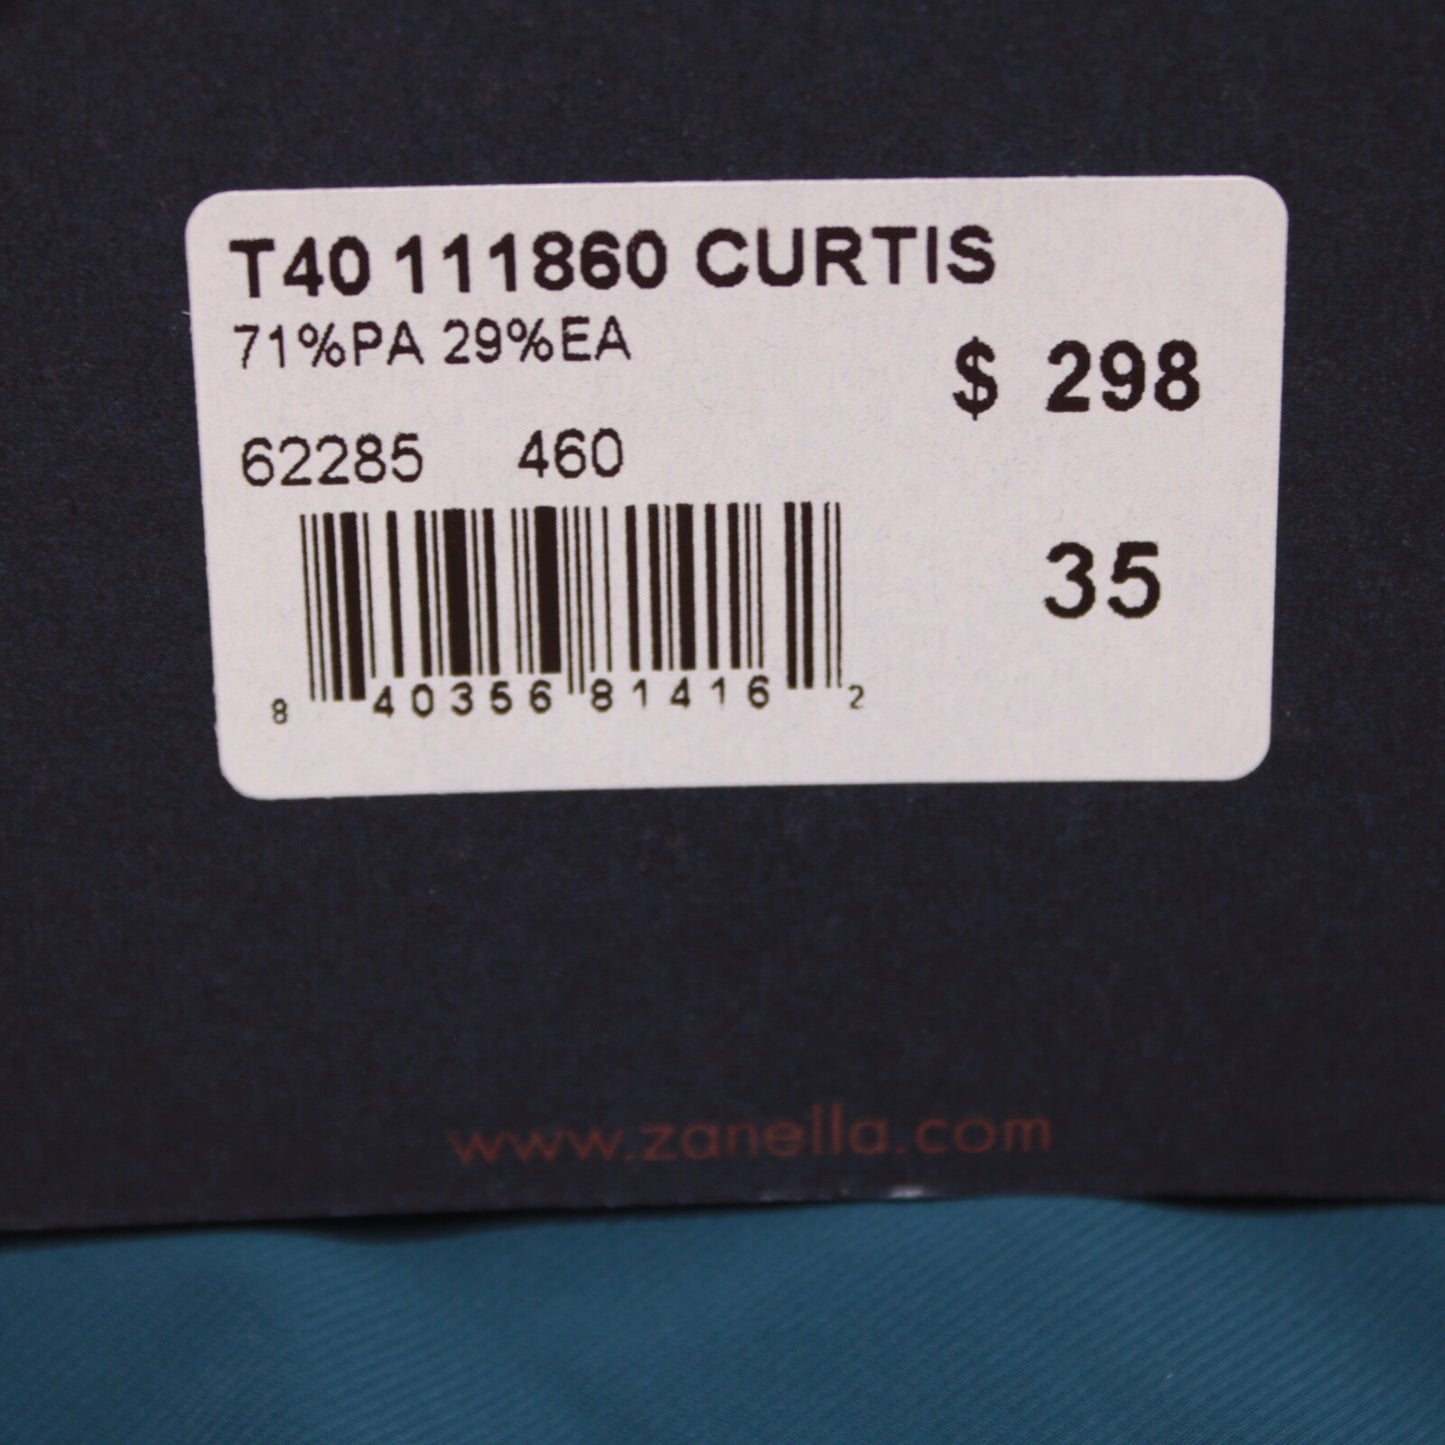 T40 111860 CURTIS
71%PA 29%EA
$ 298
62285 460
35
8 40356 81416 2
www.zanella.com